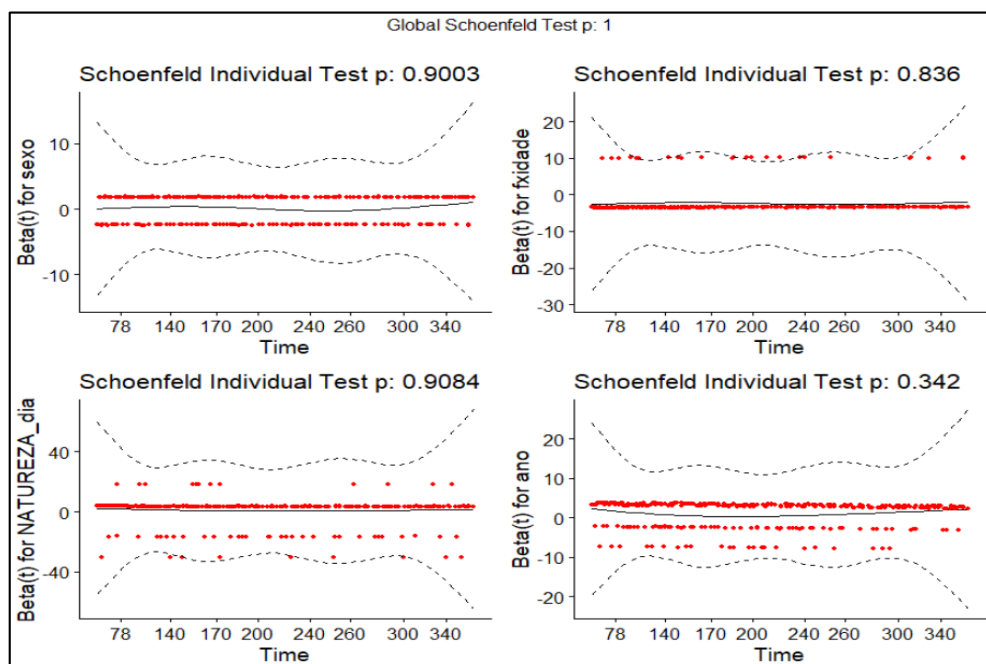 Global Schoenfeld Test p: 1
Schoenfeld Individual Test p: 0.9003
Beta(t) for sexo
10
0
-10
78 140 170 200 240 260 300 340
Time
Schoenfeld Individual Test p: 0.836
Beta(t) for fxidade
20
10
0
-10
-20
-30
78 140 170 200 240 260 300 340
Time
Schoenfeld Individual Test p: 0.9084
Beta(t) for NATUREZA_dia
40
0
-40
78 140 170 200 240 260 300 340
Time
Schoenfeld Individual Test p: 0.342
Beta(t) for ano
20
10
0
-10
-20
78 140 170 200 240 260 300 340
Time